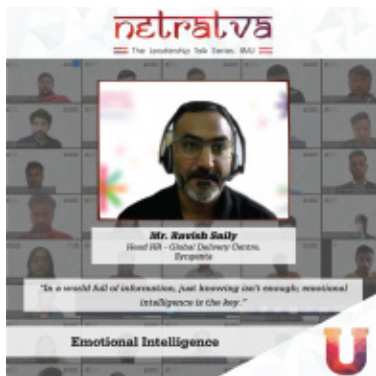 netratva
The Leadership Talk Series, BMU
Mr. Ravish Saily
Head HR - Global Delivery Centre,
Syngenta
"In a world full of information, just knowing isn't enough; emotional
intelligence is the key."
Emotional Intelligence
U